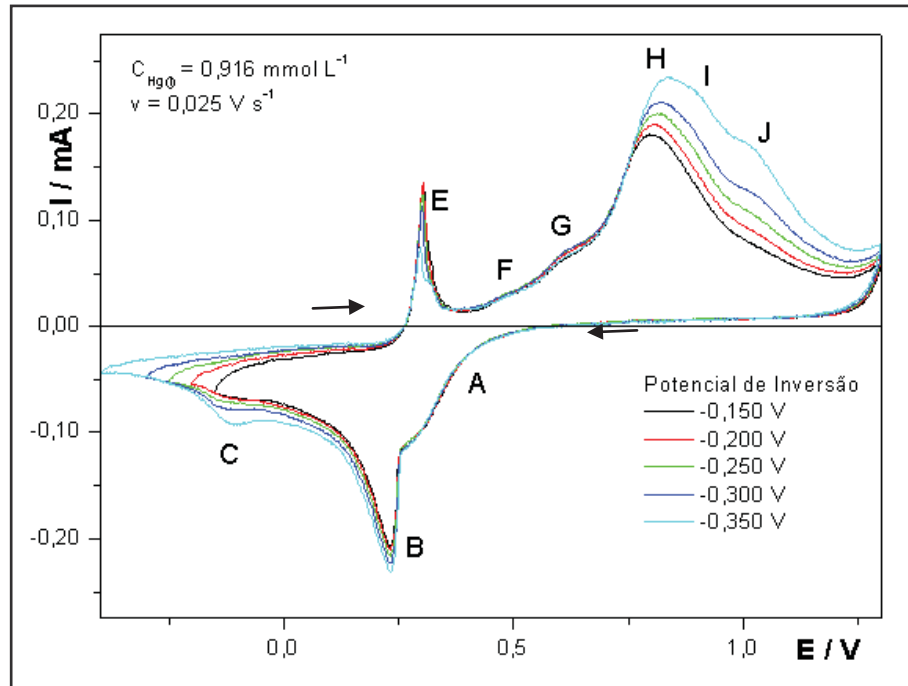 C Hg(I) = 0,916 mmol L⁻¹
v = 0,025 V s⁻¹
H
I
J
E
G
F
A
C
B
I / mA
0,20
0,10
0,00
-0,10
-0,20
Potencial de Inversão
-0,150 V
-0,200 V
-0,250 V
-0,300 V
-0,350 V
0,0
0,5
1,0
E / V